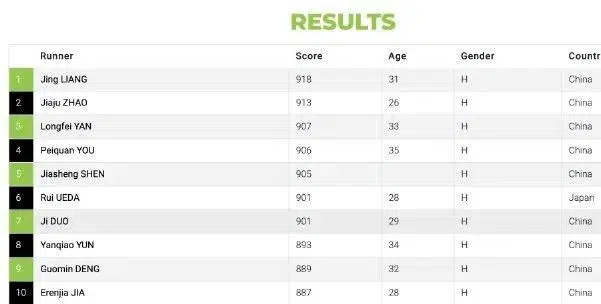 RESULTS
Runner Score Age Gender Countr
1 Jing LIANG 918 31 H China
2 Jiaju ZHAO 913 26 H China
3 Longfei YAN 907 33 H China
4 Peiquan YOU 906 35 H China
5 Jiasheng SHEN 905 H China
6 Rui UEDA 901 28 H Japan
7 Ji DUO 901 29 H China
8 Yanqiao YUN 893 34 H China
9 Guomin DENG 889 32 H China
10 Erenjia JIA 887 28 H China